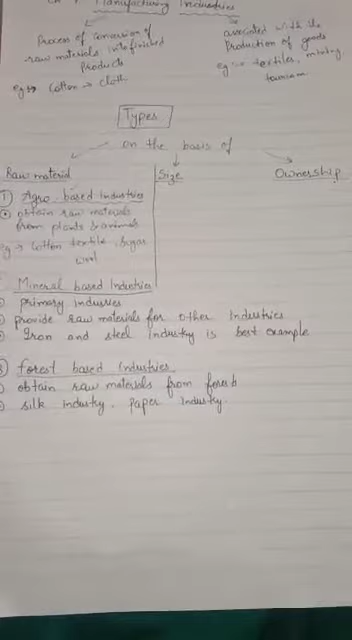 Manufacturing Industries
Process of conversion of
raw materials into finished
Products
eg → Cotton → cloth
associated with the
Production of goods
eg :- textiles, mining,
tourism
Types
on the basis of
Raw material
Size
Ownership
① Agro based Industries
obtain raw materials
from plants & animals
eg → Cotton textile, Sugar
wool
Mineral based Industries
primary indusries
provide raw materials for other Industries
Iron and steel Industry is best example
③ forest based Industries
obtain raw materials from forests
silk industry. Paper Industry.